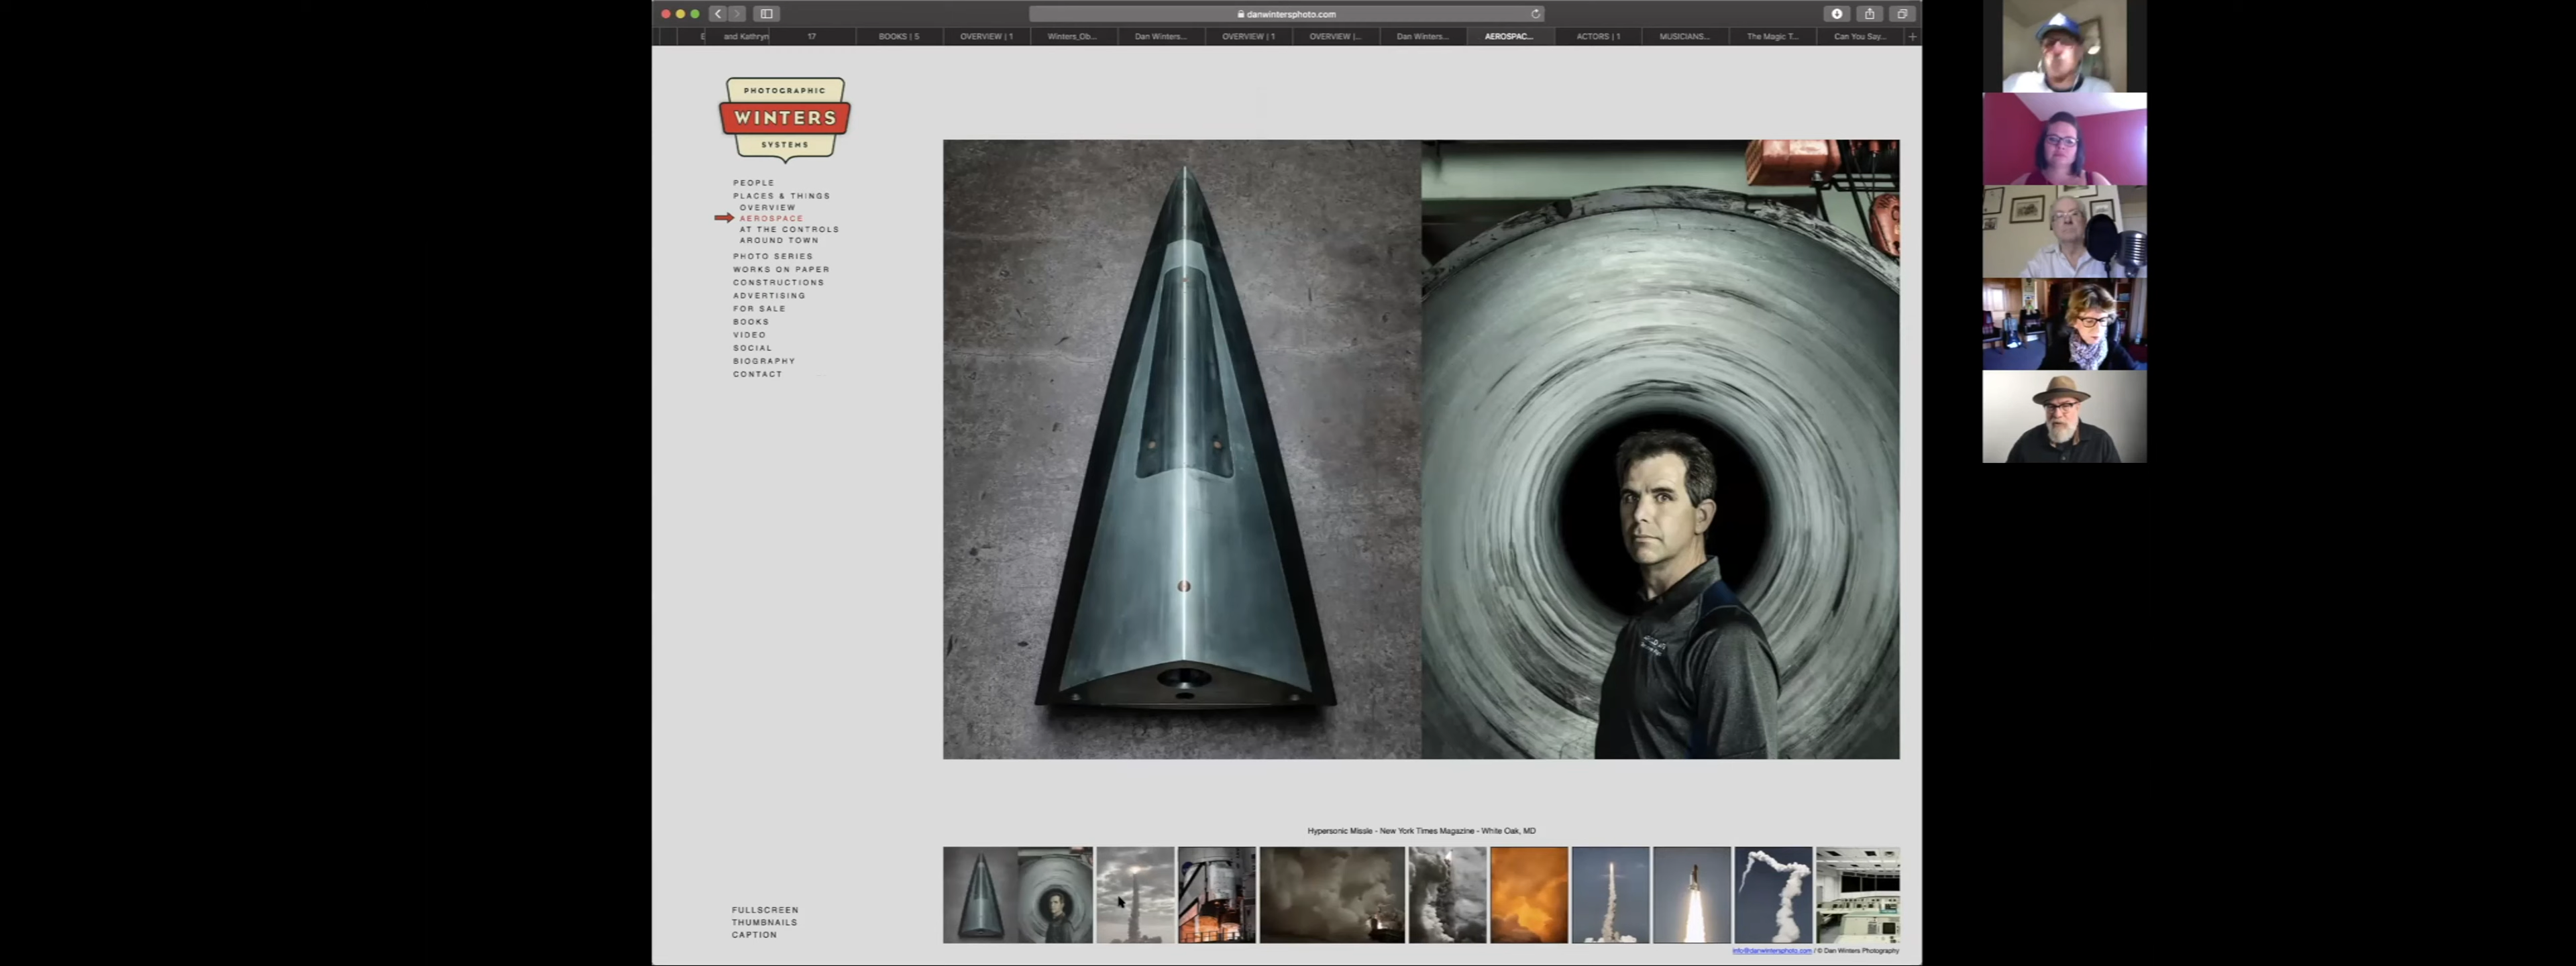 danwintersphoto.com
and Kathryn
17
BOOKS | 5
OVERVIEW | 1
Winters_Ob...
Dan Winters...
OVERVIEW | 1
OVERVIEW |...
Dan Winters...
AEROSPAC...
ACTORS | 1
MUSICIANS...
The Magic T...
Can You Say...
PHOTOGRAPHIC
WINTERS
SYSTEMS
PEOPLE
PLACES & THINGS
OVERVIEW
AEROSPACE
AT THE CONTROLS
AROUND TOWN
PHOTO SERIES
WORKS ON PAPER
CONSTRUCTIONS
ADVERTISING
FOR SALE
BOOKS
VIDEO
SOCIAL
BIOGRAPHY
CONTACT
Hypersonic Missle - New York Times Magazine - White Oak, MD
FULLSCREEN
THUMBNAILS
CAPTION
info@danwintersphoto.com / © Dan Winters Photography